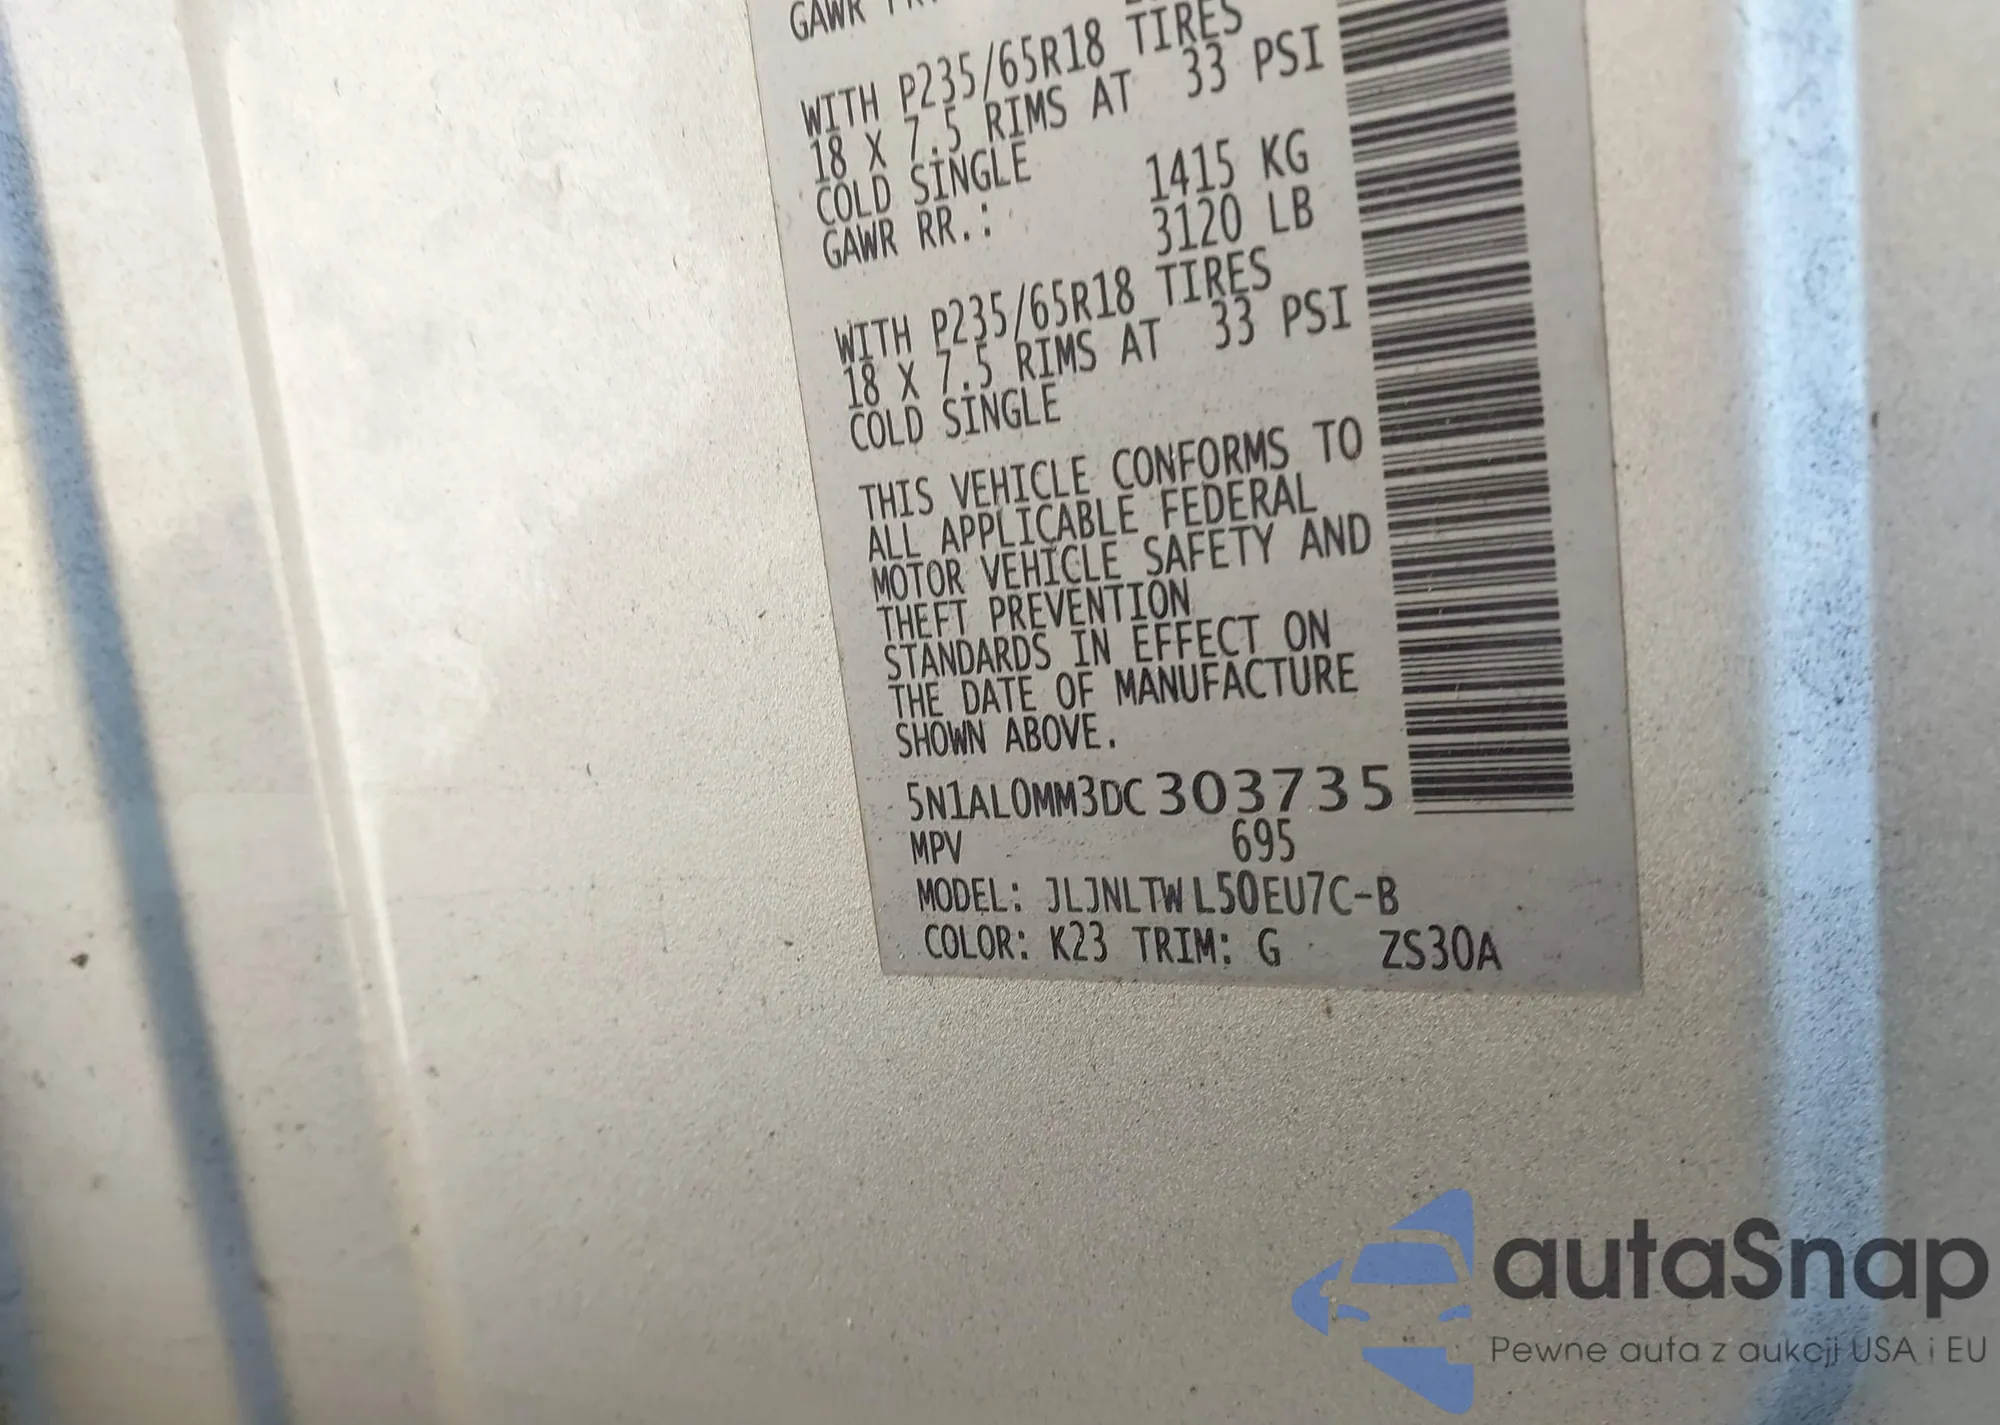 GAWR
WITH P235/65R18 TIRES
18 X 7.5 RIMS AT 33 PSI
COLD SINGLE
GAWR RR.: 1415 KG
3120 LB
WITH P235/65R18 TIRES
18 X 7.5 RIMS AT 33 PSI
COLD SINGLE
THIS VEHICLE CONFORMS TO
ALL APPLICABLE FEDERAL
MOTOR VEHICLE SAFETY AND
THEFT PREVENTION
STANDARDS IN EFFECT ON
THE DATE OF MANUFACTURE
SHOWN ABOVE.
5N1AL0MM3DC303735
MPV 695
MODEL: JLJNLTWL50EU7C-B
COLOR: K23 TRIM: G ZS30A
autaSnap
Pewne auta z aukcji USA i EU